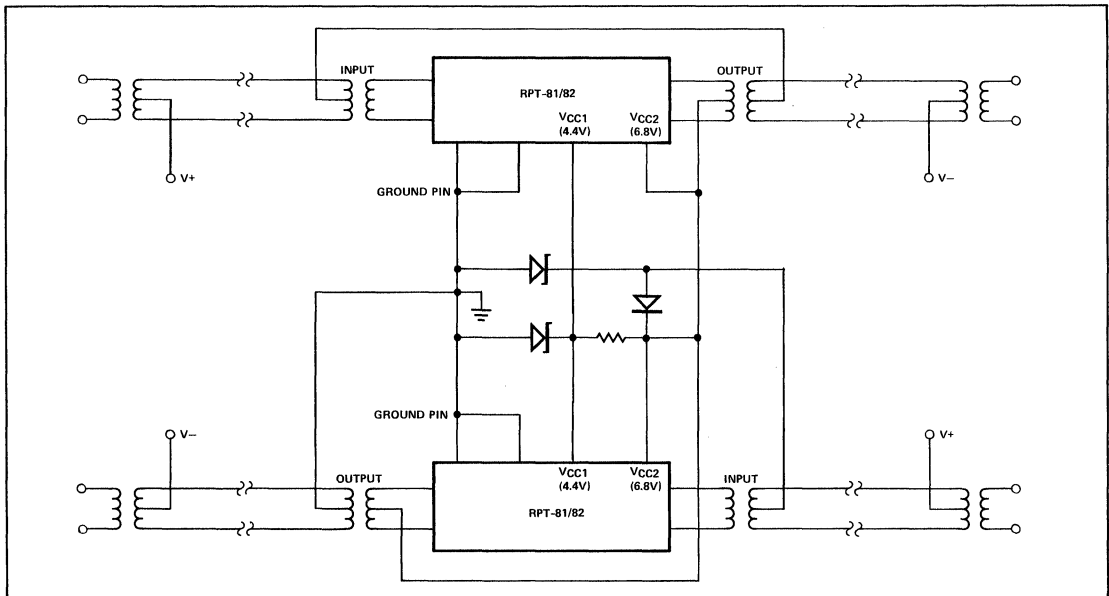 INPUT
OUTPUT
RPT-81/82
VCC1
(4.4V)
VCC2
(6.8V)
V+
V−
GROUND PIN
GROUND PIN
V−
V+
OUTPUT
INPUT
VCC1
(4.4V)
VCC2
(6.8V)
RPT-81/82